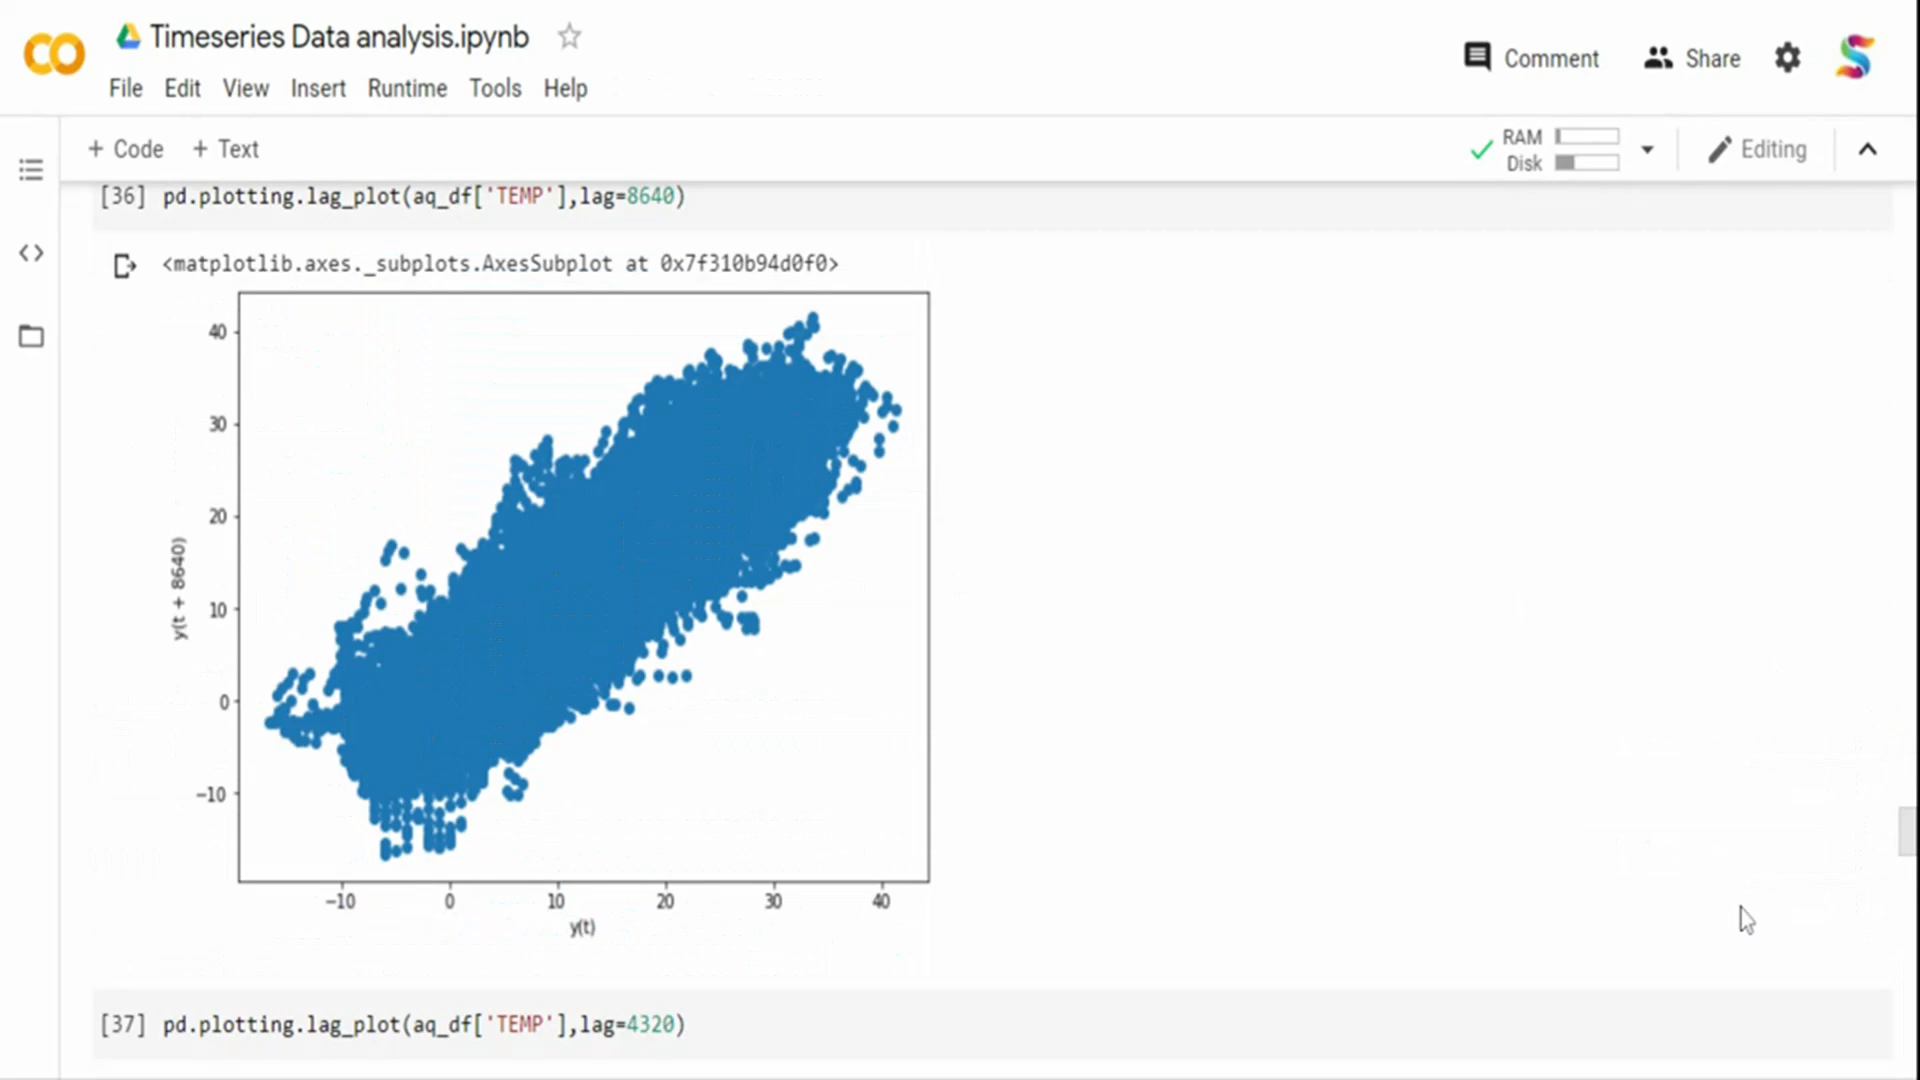 Timeseries Data analysis.ipynb
File Edit View Insert Runtime Tools Help
Comment Share
+ Code + Text
RAM
Disk
Editing
[36] pd.plotting.lag_plot(aq_df['TEMP'],lag=8640)
<matplotlib.axes._subplots.AxesSubplot at 0x7f310b94d0f0>
40
30
20
10
0
−10
y(t + 8640)
−10 0 10 20 30 40
y(t)
[37] pd.plotting.lag_plot(aq_df['TEMP'],lag=4320)